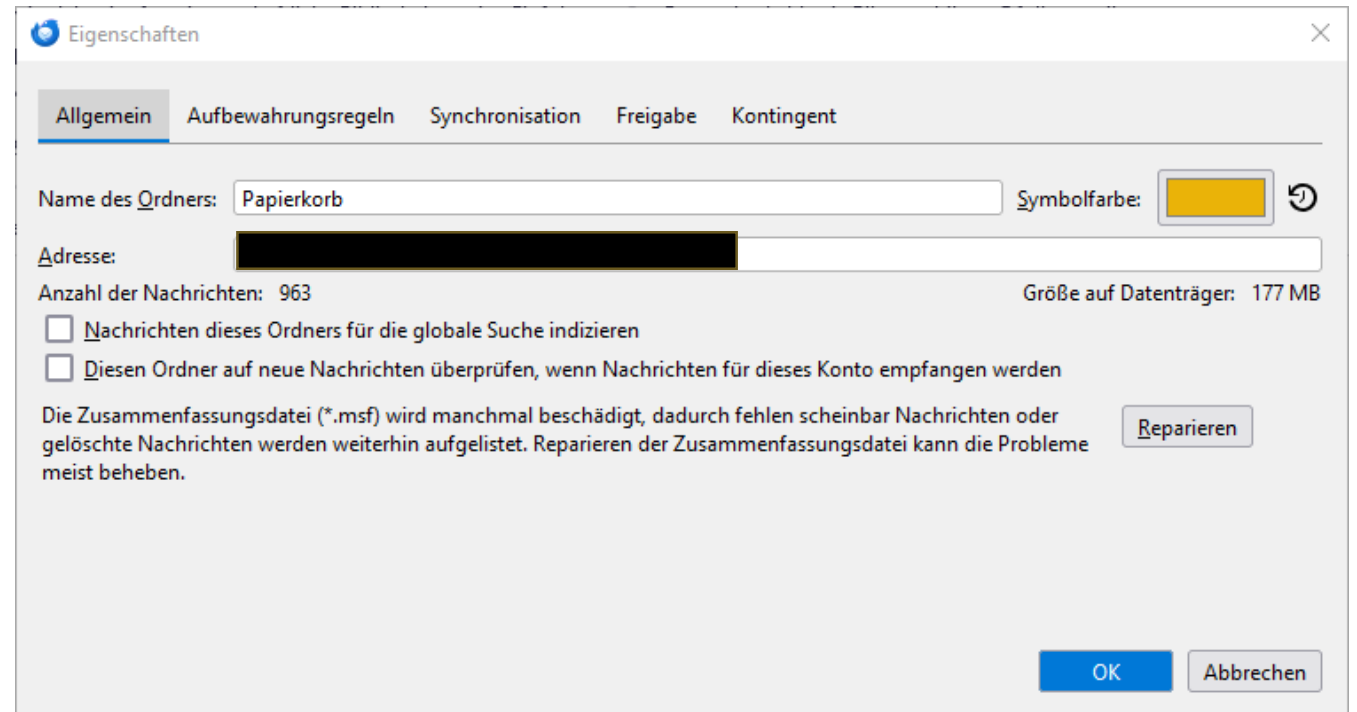 Eigenschaften
Allgemein Aufbewahrungsregeln Synchronisation Freigabe Kontingent
Name des Ordners: Papierkorb Symbolfarbe:
Adresse:
Anzahl der Nachrichten: 963 Größe auf Datenträger: 177 MB
Nachrichten dieses Ordners für die globale Suche indizieren
Diesen Ordner auf neue Nachrichten überprüfen, wenn Nachrichten für dieses Konto empfangen werden
Die Zusammenfassungsdatei (*.msf) wird manchmal beschädigt, dadurch fehlen scheinbar Nachrichten oder
gelöschte Nachrichten werden weiterhin aufgelistet. Reparieren der Zusammenfassungsdatei kann die Probleme
meist beheben.
Reparieren
OK Abbrechen